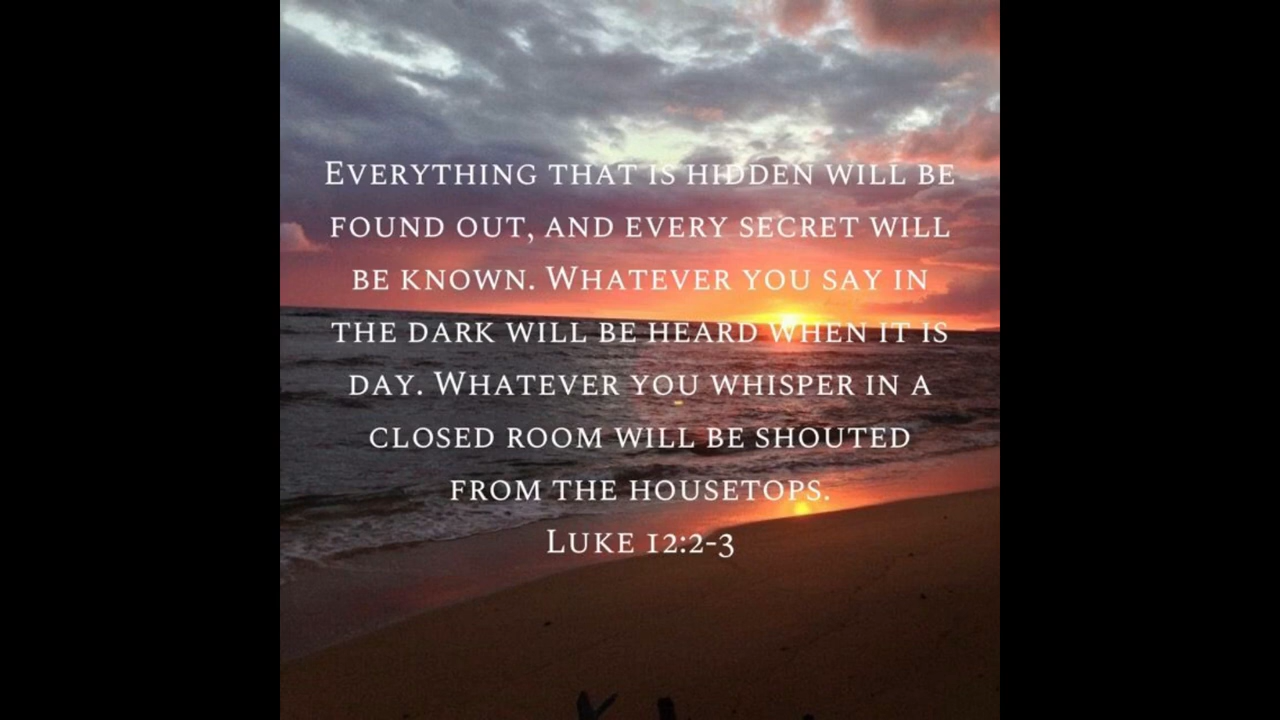 Everything that is hidden will be
found out, and every secret will
be known. Whatever you say in
the dark will be heard when it is
day. Whatever you whisper in a
closed room will be shouted
from the housetops.
Luke 12:2-3